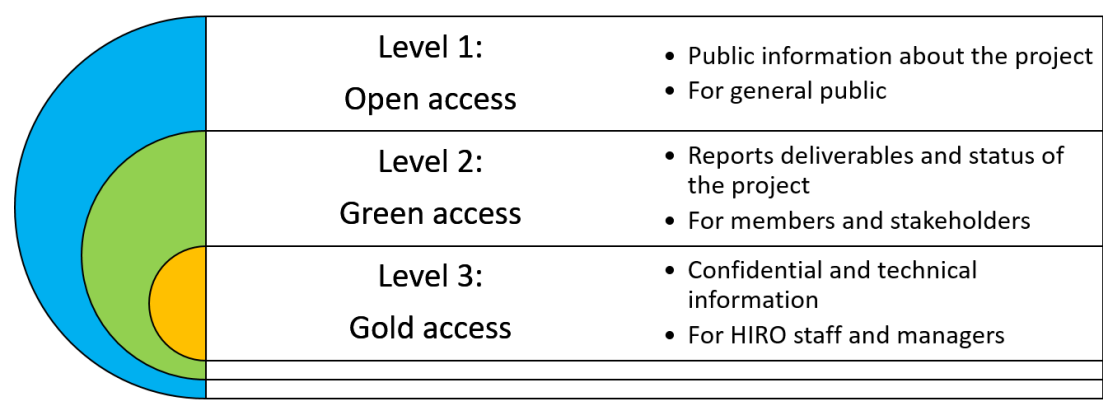 Level 1:
Open access
• Public information about the project
• For general public
Level 2:
Green access
• Reports deliverables and status of
the project
• For members and stakeholders
Level 3:
Gold access
• Confidential and technical
information
• For HIRO staff and managers